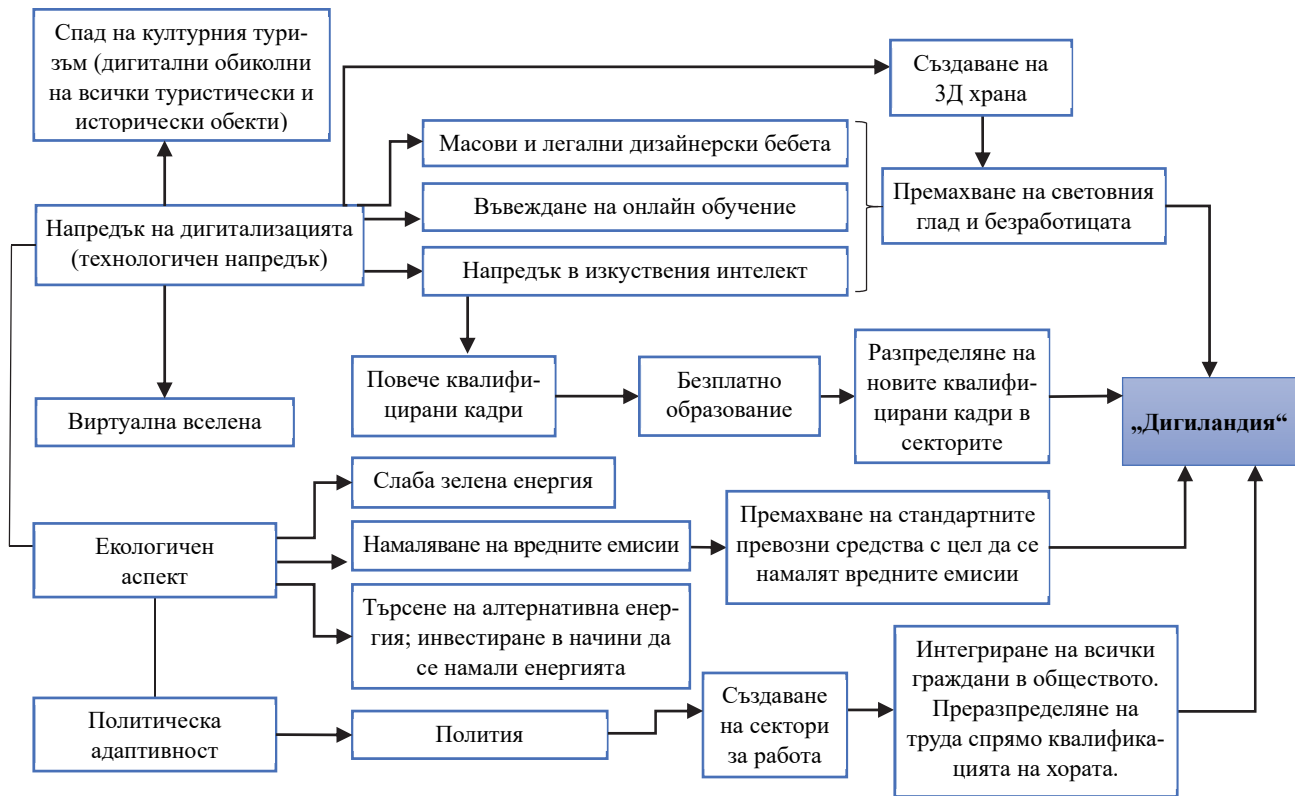 Спад на културния тури-
зъм (дигитални обиколни
на всички туристически и
исторически обекти)
Създаване на
3Д храна
Масови и легални дизайнерски бебета
Въвеждане на онлайн обучение
Премахване на световния
глад и безработицата
Напредък на дигитализацията
(технологичен напредък)
Напредък в изкуствения интелект
Повече квалифи-
цирани кадри
Безплатно
образование
Разпределяне на
новите квалифи-
цирани кадри в
секторите
„Дигиландия“
Виртуална вселена
Слаба зелена енергия
Екологичен
аспект
Намаляване на вредните емисии
Премахване на стандартните
превозни средства с цел да се
намалят вредните емисии
Търсене на алтернативна енер-
гия; инвестиране в начини да
се намали енергията
Политическа
адаптивност
Полития
Създаване
на сектори
за работа
Интегриране на всички
граждани в обществото.
Преразпределяне на
труда спрямо квалифика-
цията на хората.